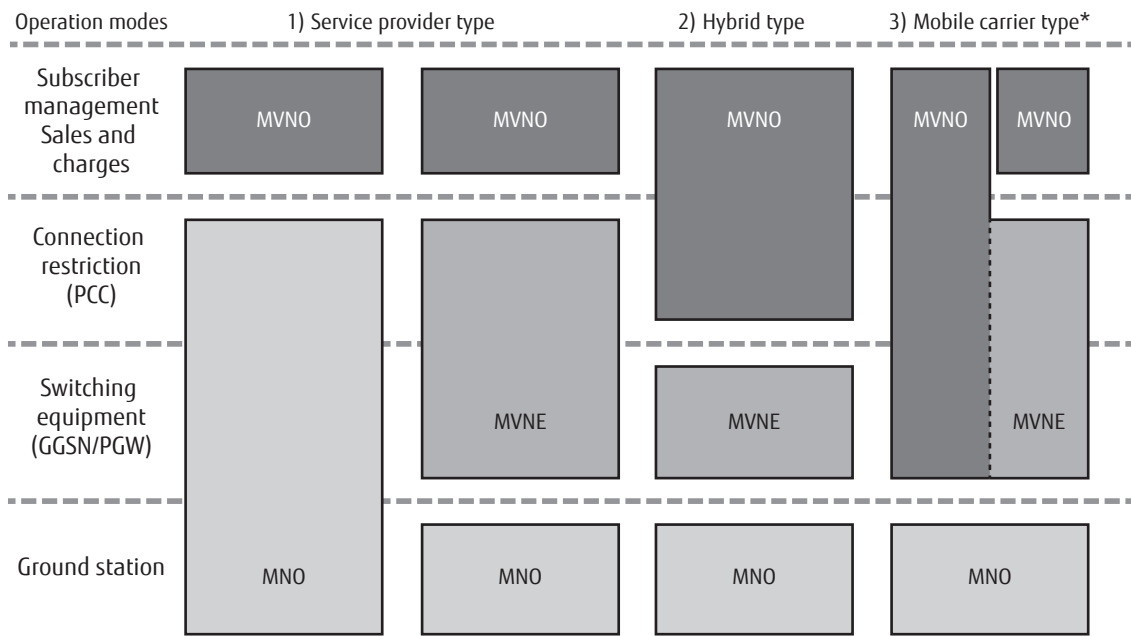 Operation modes
1) Service provider type
2) Hybrid type
3) Mobile carrier type*
Subscriber
management
Sales and
charges
MVNO
MVNO
MVNO
MVNO
MVNO
Connection
restriction
(PCC)
Switching
equipment
(GGSN/PGW)
MVNE
MVNE
MVNE
Ground station
MNO
MNO
MNO
MNO